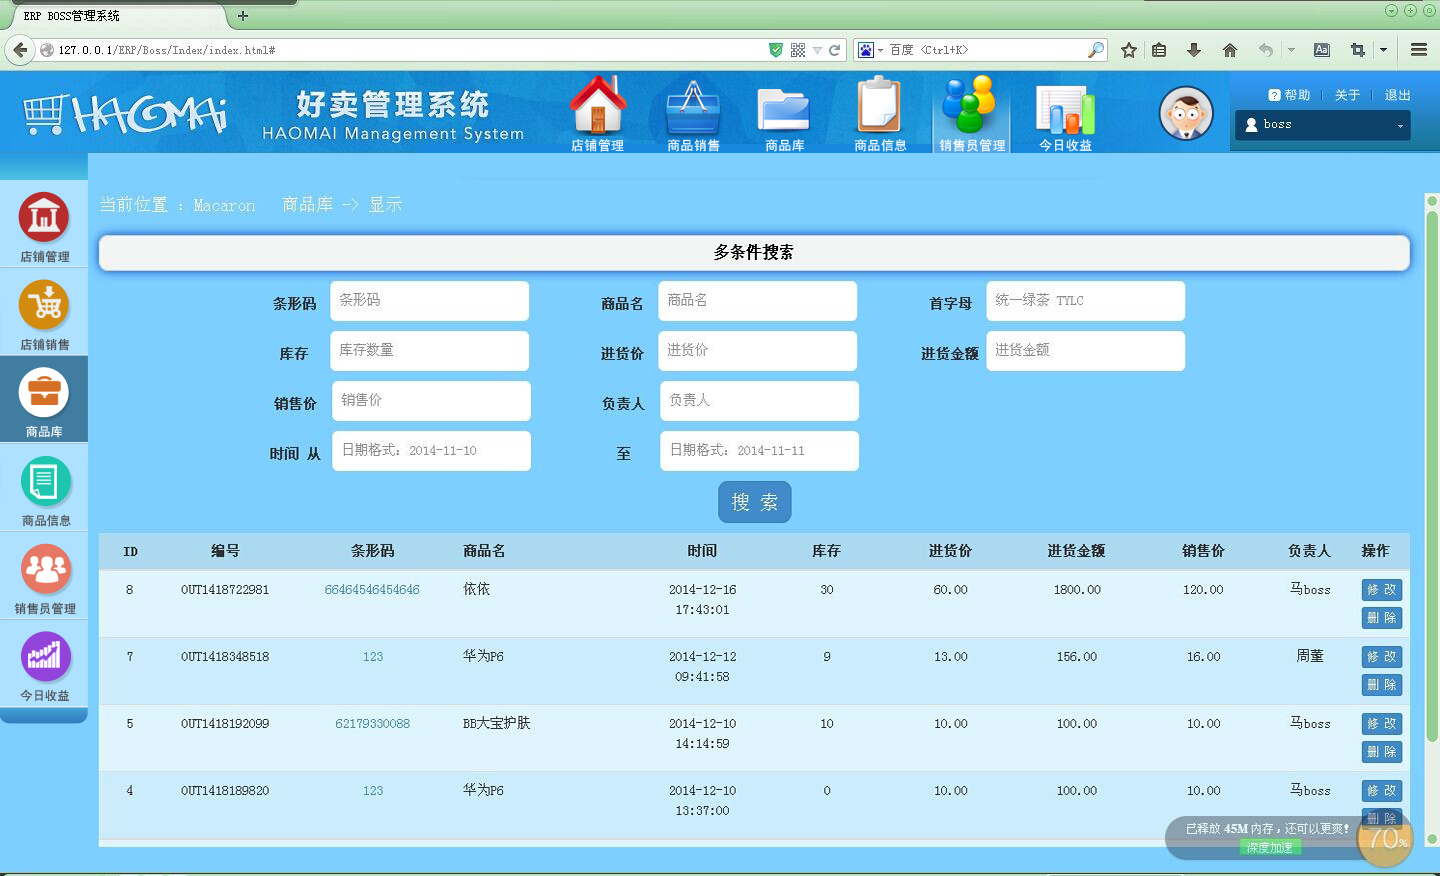 ERP BOSS管理系统
127.0.0.1/ERP/Boss/Index/index.html#
百度 <Ctrl+K>
HAOMAi
好卖管理系统
HAOMAI Management System
店铺管理
商品销售
商品库
商品信息
销售员管理
今日收益
帮助
关于
退出
boss
店铺管理
店铺销售
商品库
商品信息
销售员管理
今日收益
当前位置 : Macaron 商品库 -> 显示
多条件搜索
条形码 条形码 商品名 商品名 首字母 统一绿茶 TYLC
库存 库存数量 进货价 进货价 进货金额 进货金额
销售价 销售价 负责人 负责人
时间 从 日期格式: 2014-11-10 至 日期格式: 2014-11-11
搜 索
ID 编号 条形码 商品名 时间 库存 进货价 进货金额 销售价 负责人 操作
8 OUT1418722981 66464546454646 依依 2014-12-16 30 60.00 1800.00 120.00 马boss 修 改
17:43:01 删 除
7 OUT1418348518 123 华为P6 2014-12-12 9 13.00 156.00 16.00 周董 修 改
09:41:58 删 除
5 OUT1418192099 62179330088 BB大宝护肤 2014-12-10 10 10.00 100.00 10.00 马boss 修 改
14:14:59 删 除
4 OUT1418189820 123 华为P6 2014-12-10 0 10.00 100.00 10.00 马boss 修 改
13:37:00 删 除
已释放 45M 内存，还可以更爽!
深度加速
70%